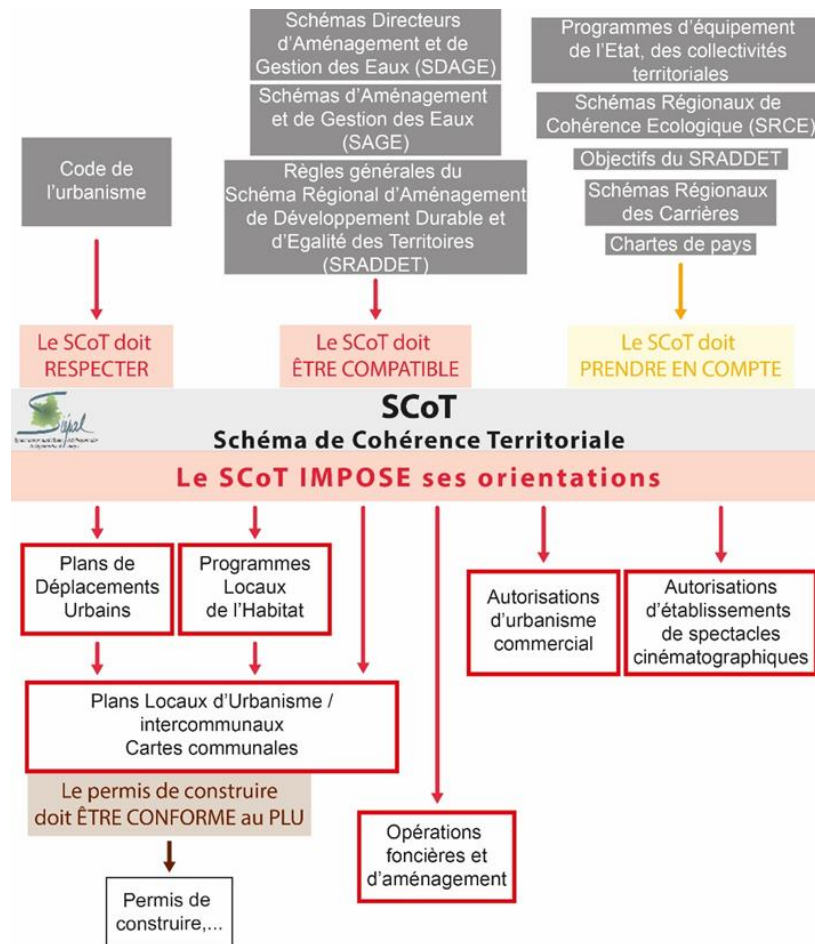 Schémas Directeurs
d’Aménagement et de
Gestion des Eaux (SDAGE)
Schémas d’Aménagement
et de Gestion des Eaux
(SAGE)
Règles générales du
Schéma Régional d’Aménagement
de Développement Durable et
d’Egalité des Territoires
(SRADDET)
Programmes d’équipement
de l’Etat, des collectivités
territoriales
Schémas Régionaux de
Cohérence Ecologique (SRCE)
Objectifs du SRADDET
Schémas Régionaux
des Carrières
Chartes de pays
Code de
l’urbanisme
Le SCoT doit
RESPECTER
Le SCoT doit
ÊTRE COMPATIBLE
Le SCoT doit
PRENDRE EN COMPTE
Sépal
SCoT
Schéma de Cohérence Territoriale
Le SCoT IMPOSE ses orientations
Plans de
Déplacements
Urbains
Programmes
Locaux
de l’Habitat
Autorisations
d’urbanisme
commercial
Autorisations
d’établissements
de spectacles
cinématographiques
Plans Locaux d’Urbanisme /
intercommunaux
Cartes communales
Le permis de construire
doit ÊTRE CONFORME au PLU
Opérations
foncières et
d’aménagement
Permis de
construire,...